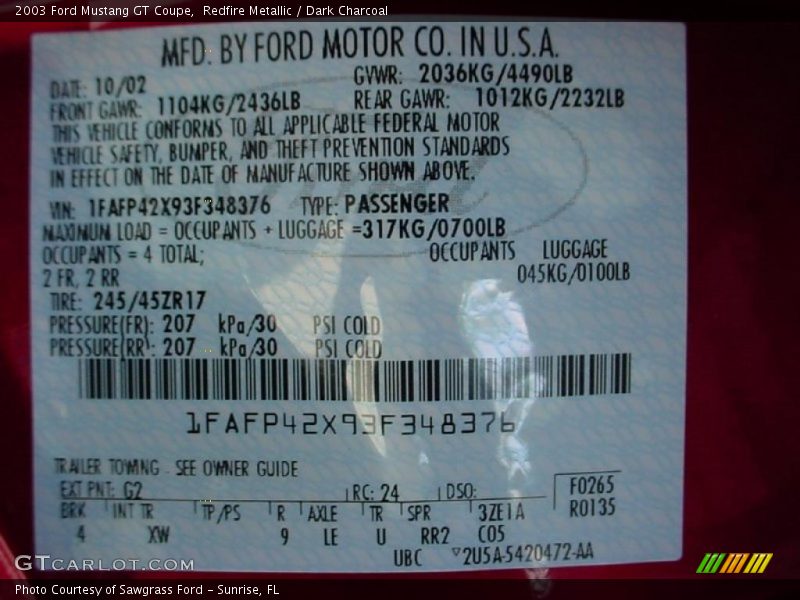 2003 Ford Mustang GT Coupe,  Redfire Metallic / Dark Charcoal
MFD. BY FORD MOTOR CO. IN U.S.A.
DATE: 10/02 GVWR: 2036KG/4490LB
FRONT GAWR: 1104KG/2436LB REAR GAWR: 1012KG/2232LB
THIS VEHICLE CONFORMS TO ALL APPLICABLE FEDERAL MOTOR
VEHICLE SAFETY, BUMPER, AND THEFT PREVENTION STANDARDS
IN EFFECT ON THE DATE OF MANUFACTURE SHOWN ABOVE.
VIN: 1FAFP42X93F348376 TYPE: PASSENGER
MAXIMUM LOAD = OCCUPANTS + LUGGAGE =317KG/0700LB
OCCUPANTS = 4 TOTAL; OCCUPANTS LUGGAGE
2 FR, 2 RR 045KG/0100LB
TIRE: 245/45ZR17
PRESSURE(FR): 207 kPa/30 PSI COLD
PRESSURE(RR): 207 kPa/30 PSI COLD
1FAFP42X93F348376
TRAILER TOWING - SEE OWNER GUIDE
EXT PNT: G2 RC: 24 DSO: F0265
BRK INT TR TP/PS R AXLE TR SPR 3ZE1A R0135
4 XW 9 LE U RR2 C05
UBC ▽2U5A-5420472-AA
GTCARLOT.COM
Photo Courtesy of Sawgrass Ford - Sunrise, FL